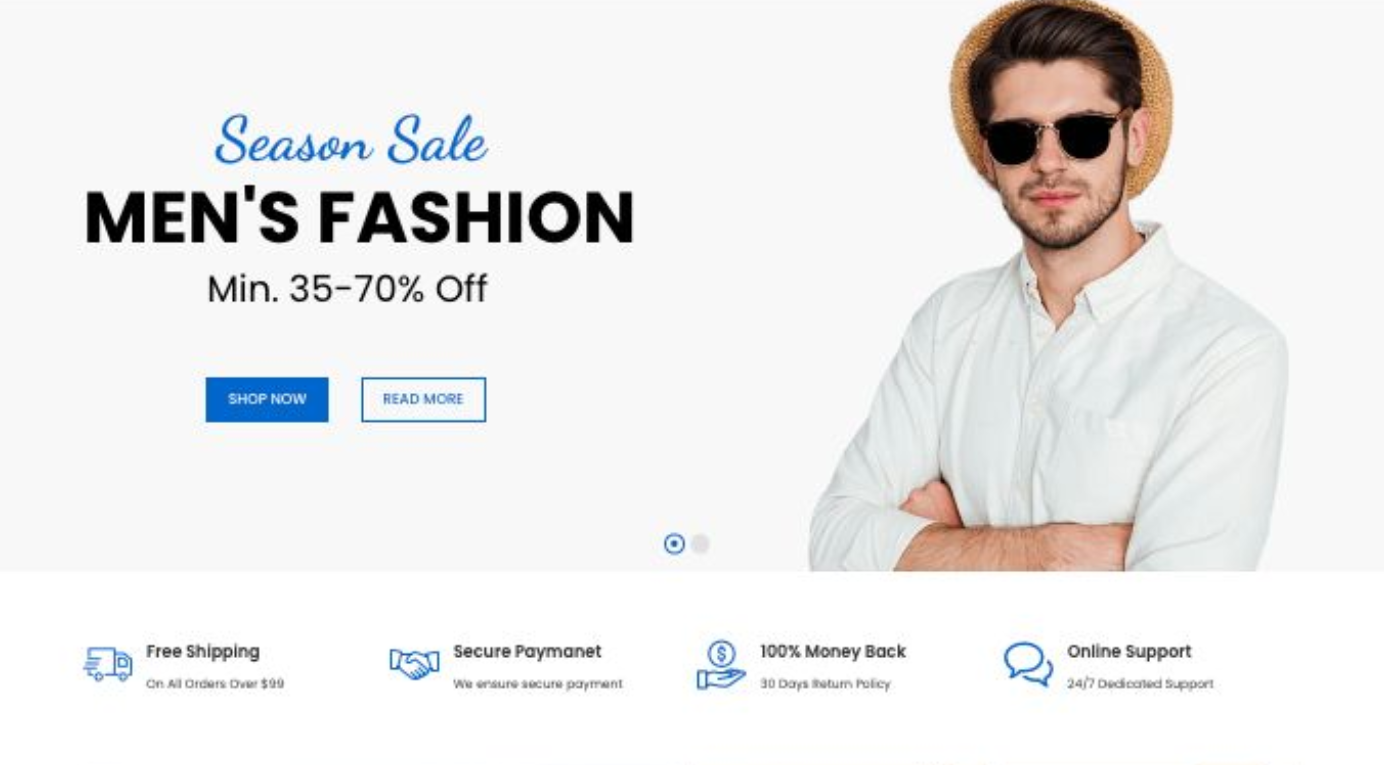 Season Sale
MEN'S FASHION
Min. 35-70% Off
SHOP NOW
READ MORE
Free Shipping
On All Orders Over $99
Secure Paymanet
We ensure secure payment
100% Money Back
30 Days Return Policy
Online Support
24/7 Dedicated Support